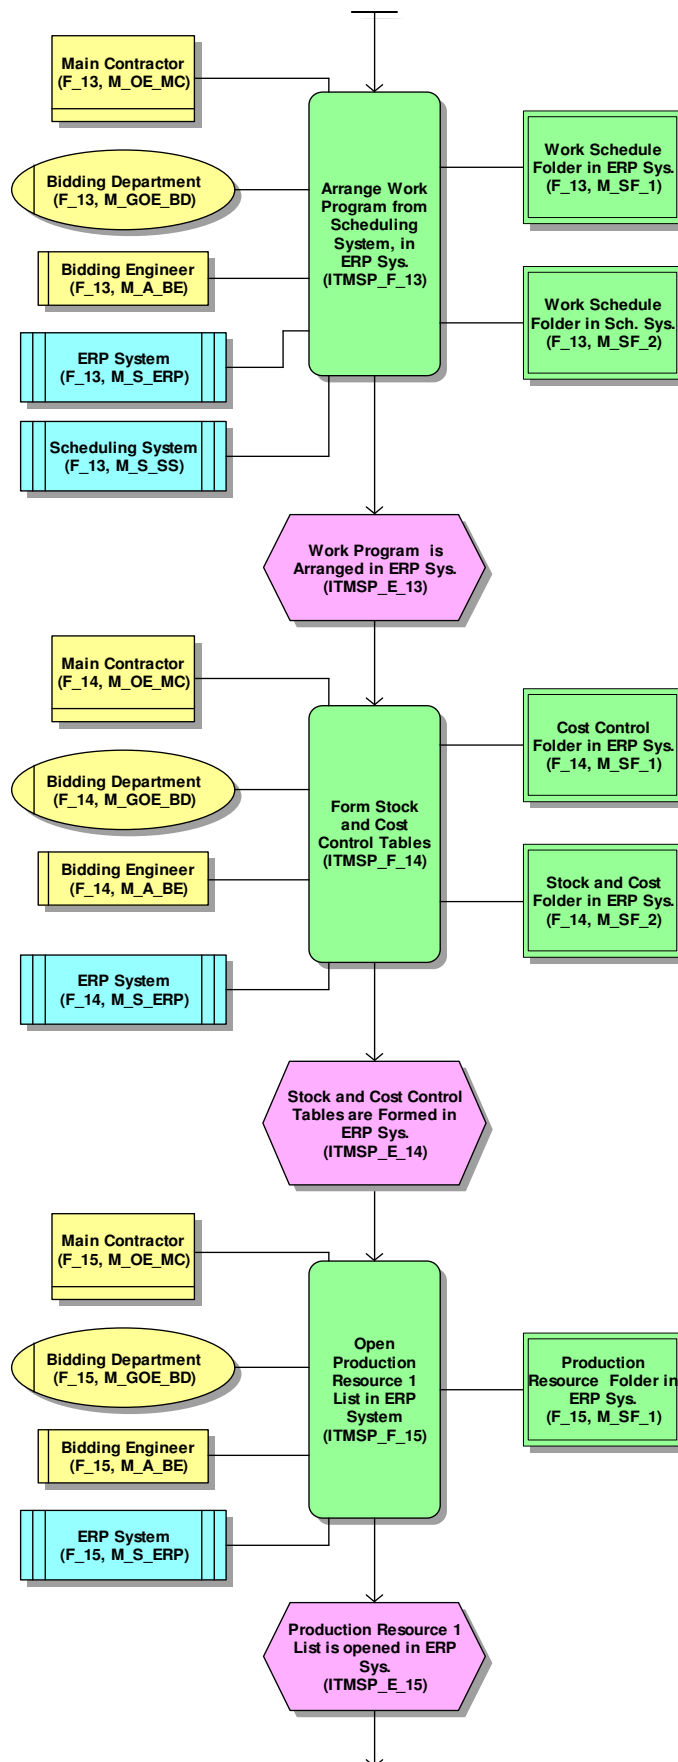 Main Contractor
(F_13, M_OE_MC)
Bidding Department
(F_13, M_GOE_BD)
Bidding Engineer
(F_13, M_A_BE)
ERP System
(F_13, M_S_ERP)
Scheduling System
(F_13, M_S_SS)
Arrange Work
Program from
Scheduling
System, in
ERP Sys.
(ITMSP_F_13)
Work Schedule
Folder in ERP Sys.
(F_13, M_SF_1)
Work Schedule
Folder in Sch. Sys.
(F_13, M_SF_2)
Work Program is
Arranged in ERP Sys.
(ITMSP_E_13)
Main Contractor
(F_14, M_OE_MC)
Bidding Department
(F_14, M_GOE_BD)
Bidding Engineer
(F_14, M_A_BE)
ERP System
(F_14, M_S_ERP)
Form Stock
and Cost
Control Tables
(ITMSP_F_14)
Cost Control
Folder in ERP Sys.
(F_14, M_SF_1)
Stock and Cost
Folder in ERP Sys.
(F_14, M_SF_2)
Stock and Cost Control
Tables are Formed in
ERP Sys.
(ITMSP_E_14)
Main Contractor
(F_15, M_OE_MC)
Bidding Department
(F_15, M_GOE_BD)
Bidding Engineer
(F_15, M_A_BE)
ERP System
(F_15, M_S_ERP)
Open
Production
Resource 1
List in ERP
System
(ITMSP_F_15)
Production
Resource Folder in
ERP Sys.
(F_15, M_SF_1)
Production Resource 1
List is opened in ERP
Sys.
(ITMSP_E_15)